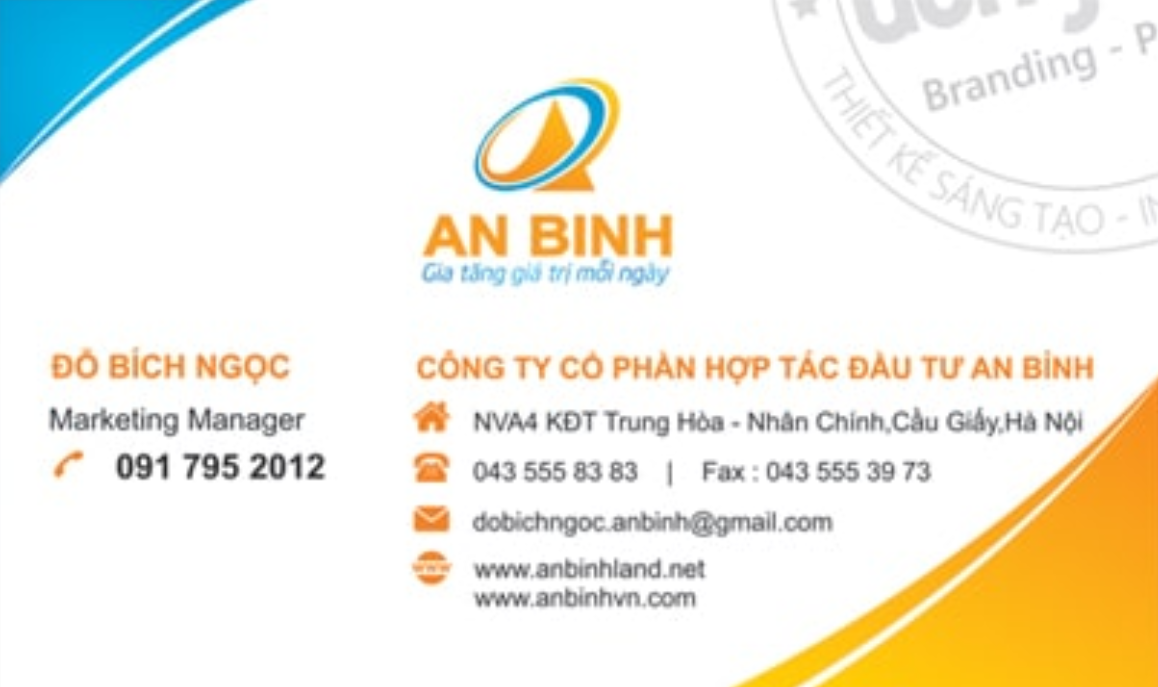 Branding - P
THIẾT KẾ SÁNG TẠO - IN
AN BINH
Gia tăng giá trị mỗi ngày
ĐỖ BÍCH NGỌC
Marketing Manager
091 795 2012
CÔNG TY CỔ PHẦN HỢP TÁC ĐẦU TƯ AN BÌNH
NVA4 KĐT Trung Hòa - Nhân Chính,Cầu Giấy,Hà Nội
043 555 83 83 | Fax : 043 555 39 73
dobichngoc.anbinh@gmail.com
www
www.anbinhland.net
www.anbinhvn.com